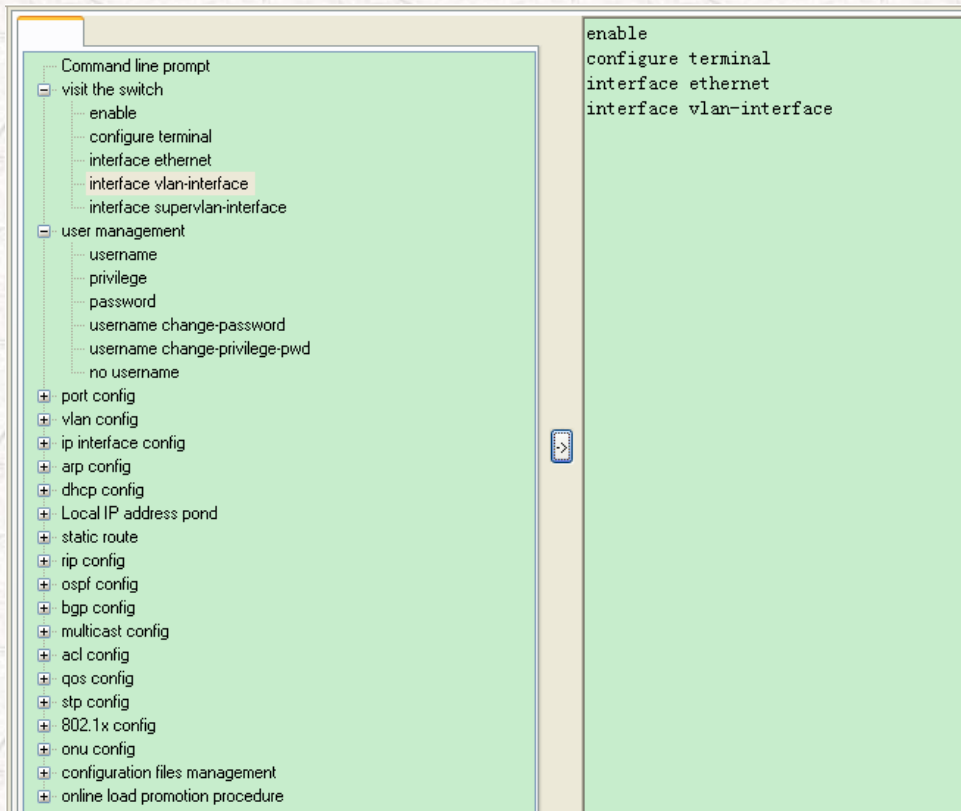 Command line prompt
visit the switch
enable
configure terminal
interface ethernet
interface vlan-interface
interface supervlan-interface
user management
username
privilege
password
username change-password
username change-privilege-pwd
no username
port config
vlan config
ip interface config
arp config
dhcp config
Local IP address pond
static route
rip config
ospf config
bgp config
multicast config
acl config
qos config
stp config
802.1x config
onu config
configuration files management
online load promotion procedure
->
enable
configure terminal
interface ethernet
interface vlan-interface